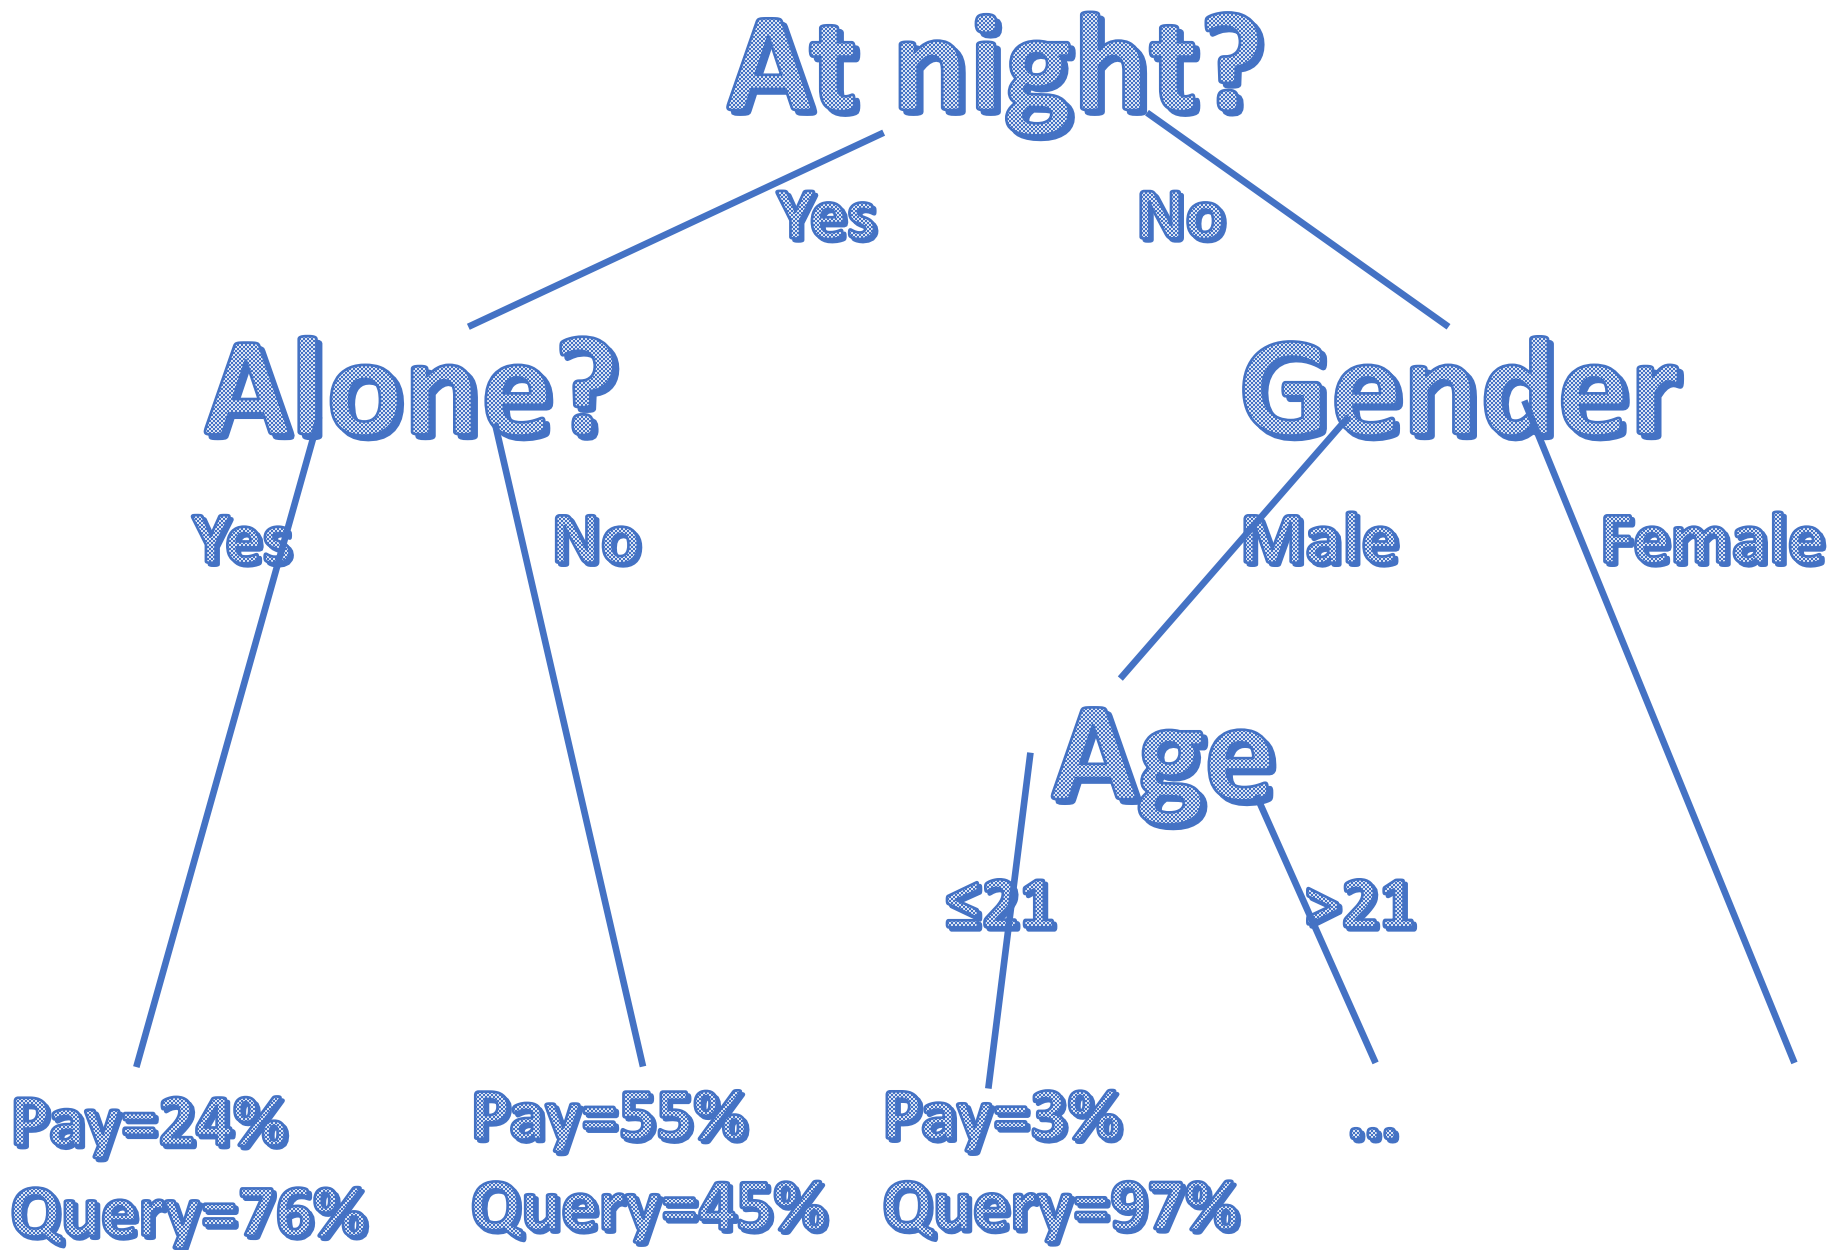 At night?
Yes
No
Alone?
Gender
Yes
No
Male
Female
Age
≤21
>21
Pay=24%
Query=76%
Pay=55%
Query=45%
Pay=3%
Query=97%
...